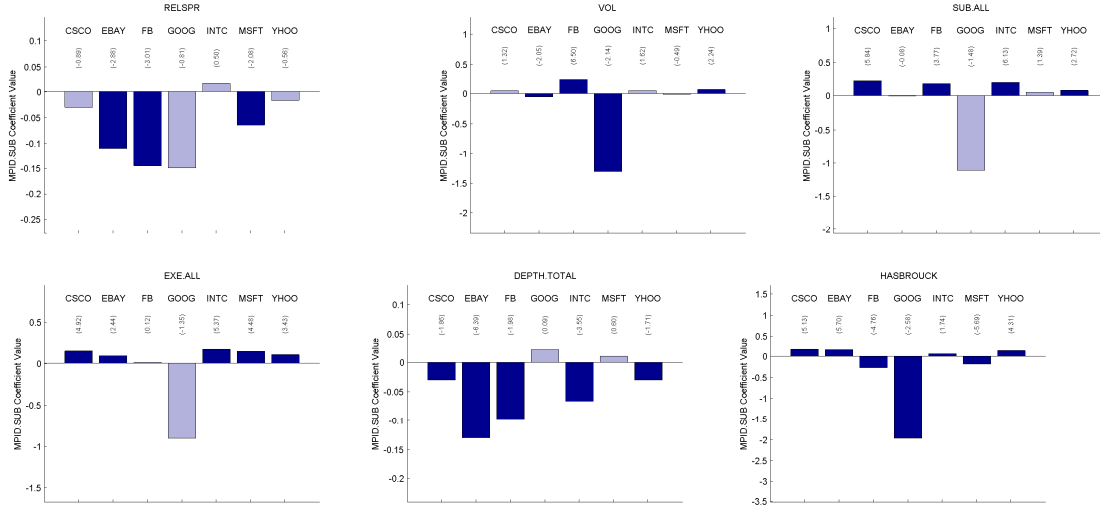 RELSPR
CSCO EBAY FB GOOG INTC MSFT YHOO
(-0.89) (-2.88) (-3.01) (-0.81) (0.50) (-2.08) (-0.56)
0.1
0.05
0
-0.05
-0.1
-0.15
-0.2
-0.25
MPID.SUB Coefficient Value
VOL
CSCO EBAY FB GOOG INTC MSFT YHOO
(1.32) (-2.05) (6.50) (-2.14) (1.62) (-0.49) (2.24)
1
0.5
0
-0.5
-1
-1.5
-2
MPID.SUB Coefficient Value
SUB.ALL
CSCO EBAY FB GOOG INTC MSFT YHOO
(5.84) (-0.08) (3.77) (-1.48) (6.13) (1.39) (2.72)
1
0.5
0
-0.5
-1
-1.5
-2
MPID.SUB Coefficient Value
EXE.ALL
CSCO EBAY FB GOOG INTC MSFT YHOO
(4.92) (2.44) (0.12) (-1.35) (5.37) (4.48) (3.43)
0.5
0
-0.5
-1
-1.5
MPID.SUB Coefficient Value
DEPTH.TOTAL
CSCO EBAY FB GOOG INTC MSFT YHOO
(-1.86) (-6.39) (-1.98) (0.09) (-3.55) (0.60) (-1.71)
0.1
0.05
0
-0.05
-0.1
-0.15
-0.2
MPID.SUB Coefficient Value
HASBROUCK
CSCO EBAY FB GOOG INTC MSFT YHOO
(5.13) (5.70) (-4.76) (-2.58) (1.74) (-5.69) (4.31)
1.5
1
0.5
0
-0.5
-1
-1.5
-2
-2.5
-3
-3.5
MPID.SUB Coefficient Value